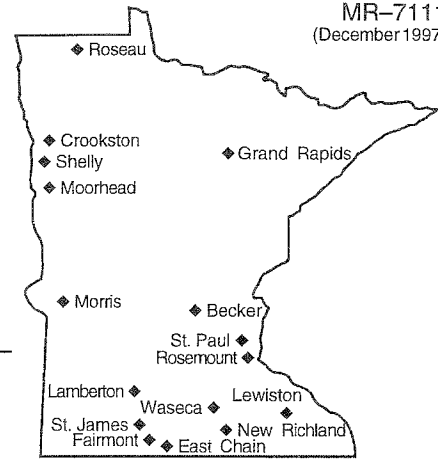 MR–7111
(December 1997
Roseau
Crookston
Shelly
Grand Rapids
Moorhead
Morris
Becker
St. Paul
Rosemount
Lamberton
Lewiston
Waseca
St. James
New Richland
Fairmont
East Chain